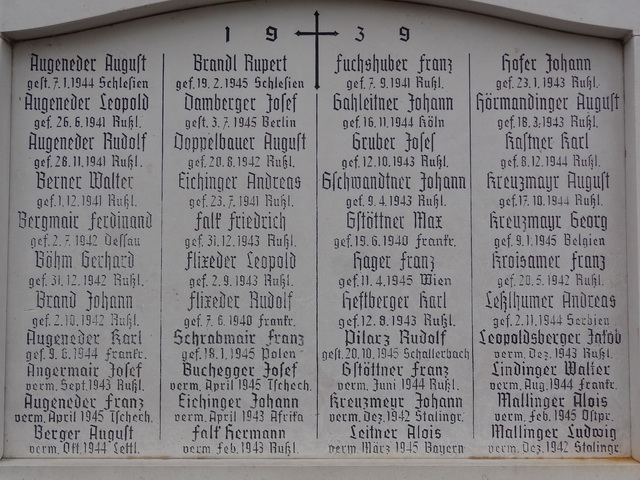 1939
Augeneder August
gest. 7.1.1944 Schlesien
Augeneder Leopold
gef. 26.6.1941 Rußl.
Augeneder Rudolf
gef. 28.11.1941 Rußl.
Berner Walter
gef. 1.12.1941 Rußl.
Bergmair Ferdinand
gef. 2.7.1942 Dessau
Böhm Gerhard
gef. 31.12.1942 Rußl.
Brand Johann
gef. 2.10.1942 Rußl.
Augeneder Karl
gef. 9.8.1944 Frankr.
Angermair Josef
verm. Sept.1943 Rußl.
Augeneder Franz
verm. April 1945 Tschech.
Berger August
verm. Okt.1944 Lettl.
Brandl Rupert
gef. 19.2.1945 Schlesien
Damberger Josef
gest. 3.7.1945 Berlin
Doppelbauer August
gef. 20.8.1942 Rußl.
Eichinger Andreas
gef. 23.7.1941 Rußl.
Falk Friedrich
gef. 31.12.1943 Rußl.
Flixeder Leopold
gef. 2.9.1943 Rußl.
Flixeder Rudolf
gef. 7.6.1940 Frankr.
Schrabmair Franz
gef. 18.1.1945 Polen
Buchegger Josef
verm. April 1945 Tschech.
Eichinger Johann
verm. April 1943 Afrika
Falk Hermann
verm. Feb.1943 Rußl.
Fuchshuber Franz
gef. 7.9.1941 Rußl.
Gahleitner Johann
gef. 16.11.1944 Köln
Gruber Josef
gef. 12.10.1943 Rußl.
Gschwandtner Johann
gef. 9.4.1943 Rußl.
Gstöttner Max
gef. 19.6.1940 Frankr.
Hager Franz
gef. 11.4.1945 Wien
Heftberger Karl
gef. 12.8.1943 Rußl.
Pilarz Rudolf
gest. 20.10.1945 Schallerbach
Gstöttner Franz
verm. Juni 1944 Rußl.
Kreuzmeyr Johann
verm. Dez.1942 Stalingr.
Leitner Alois
verm März 1945 Bayern
Hofer Johann
gef. 23.1.1943 Rußl.
Hörmandinger August
gef. 18.3.1943 Rußl.
Kastner Karl
gef. 8.12.1944 Rußl.
Kreuzmayr August
gef. 17.10.1944 Rußl.
Kreuzmayr Georg
gef. 9.1.1945 Belgien
Kroisamer Franz
gef. 20.5.1942 Rußl.
Leßlhumer Andreas
gef. 2.11.1944 Serbien
Leopoldsberger Jakob
verm. Dez.1943 Rußl.
Lindinger Walter
verm. Aug.1944 Frankr.
Mallinger Alois
verm. Feb.1945 Ostpr.
Mallinger Ludwig
verm. Dez.1942 Stalingr